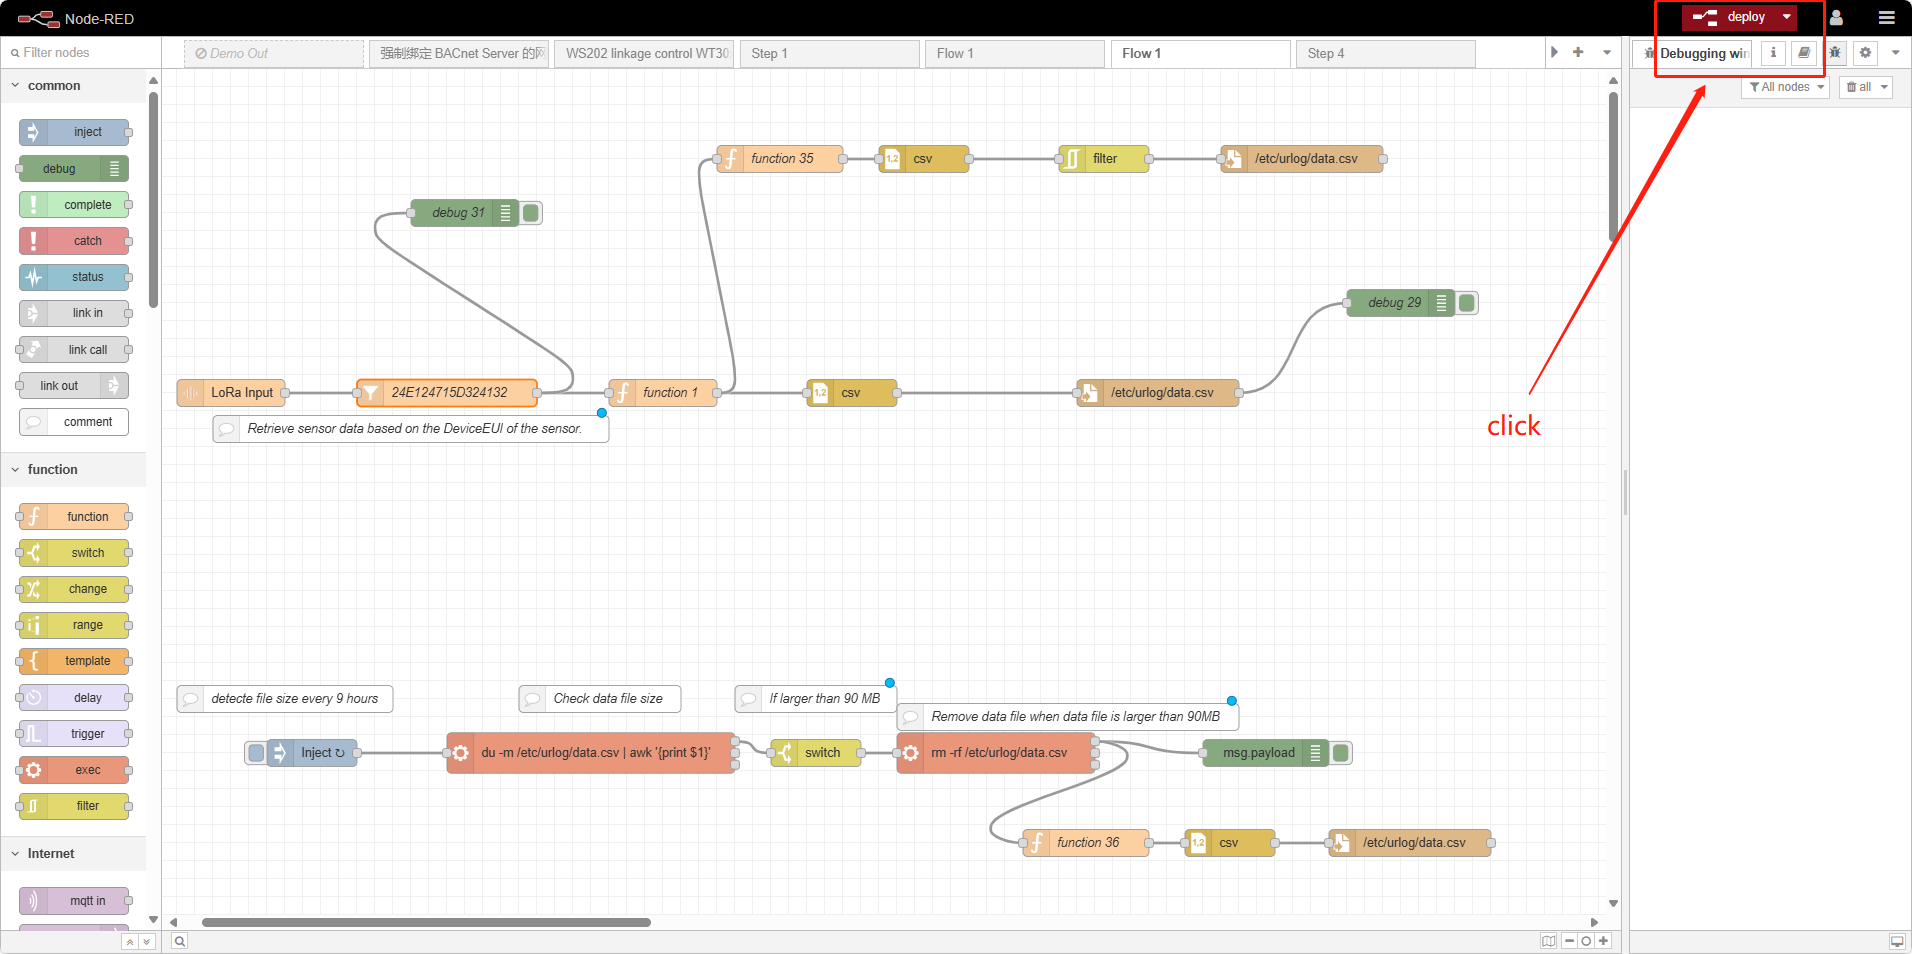 Node-RED
deploy
Filter nodes
Demo Out
强制绑定 BACnet Server 的网
WS202 linkage control WT30
Step 1
Flow 1
Flow 1
Step 4
Debugging win
All nodes
all
common
inject
debug
complete
catch
status
link in
link call
link out
comment
function
function
switch
change
range
template
delay
trigger
exec
filter
Internet
mqtt in
function 35
csv
filter
/etc/urlog/data.csv
debug 31
debug 29
LoRa Input
24E124715D324132
function 1
csv
/etc/urlog/data.csv
Retrieve sensor data based on the DeviceEUI of the sensor.
click
detecte file size every 9 hours
Check data file size
If larger than 90 MB
Remove data file when data file is larger than 90MB
Inject ↻
du -m /etc/urlog/data.csv | awk '{print $1}'
switch
rm -rf /etc/urlog/data.csv
msg.payload
function 36
csv
/etc/urlog/data.csv